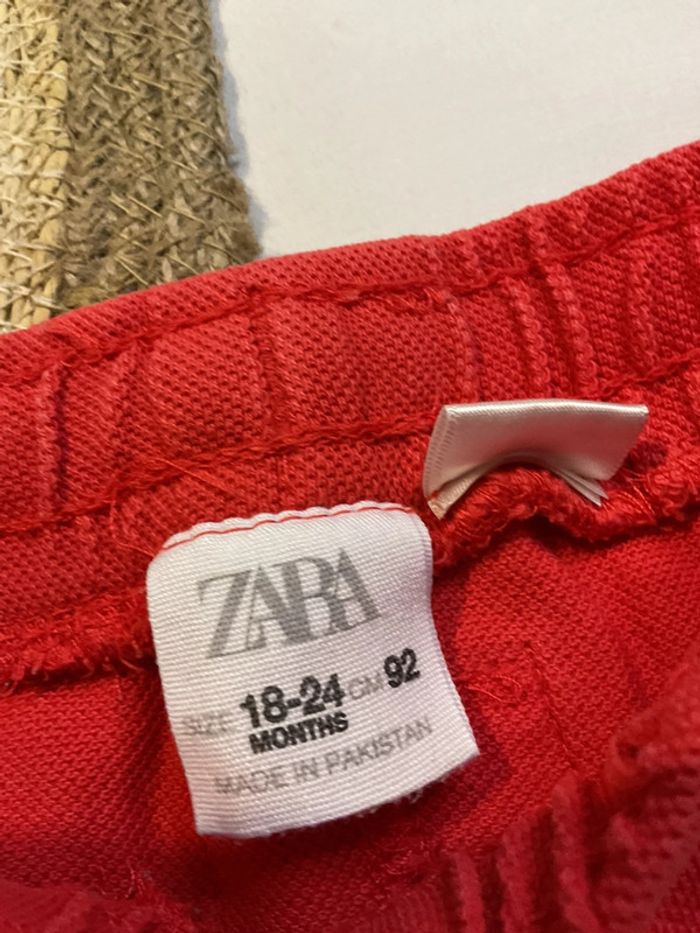 ZARA
SIZE 18-24 CM 92
MONTHS
MADE IN PAKISTAN